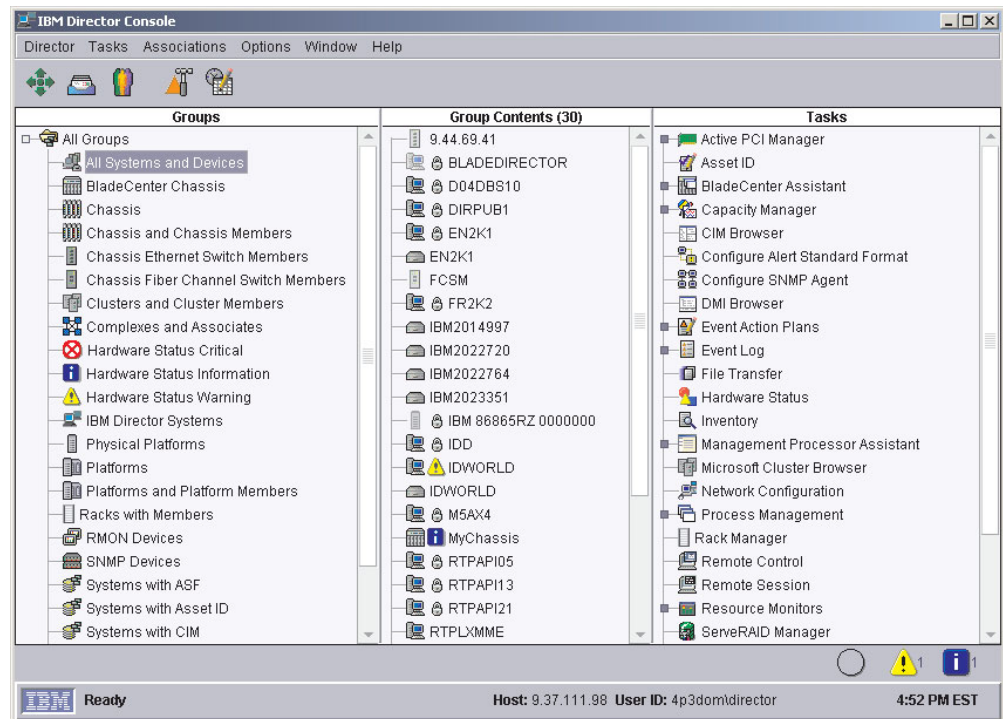 IBM Director Console
Director Tasks Associations Options Window Help
Groups
All Groups
All Systems and Devices
BladeCenter Chassis
Chassis
Chassis and Chassis Members
Chassis Ethernet Switch Members
Chassis Fiber Channel Switch Members
Clusters and Cluster Members
Complexes and Associates
Hardware Status Critical
Hardware Status Information
Hardware Status Warning
IBM Director Systems
Physical Platforms
Platforms
Platforms and Platform Members
Racks with Members
RMON Devices
SNMP Devices
Systems with ASF
Systems with Asset ID
Systems with CIM
Group Contents (30)
9.44.69.41
BLADEDIRECTOR
D04DBS10
DIRPUB1
EN2K1
EN2K1
FCSM
FR2K2
IBM2014997
IBM2022720
IBM2022764
IBM2023351
IBM 86865RZ 0000000
IDD
IDWORLD
IDWORLD
M5AX4
MyChassis
RTPAPI05
RTPAPI13
RTPAPI21
RTPLXMME
Tasks
Active PCI Manager
Asset ID
BladeCenter Assistant
Capacity Manager
CIM Browser
Configure Alert Standard Format
Configure SNMP Agent
DMI Browser
Event Action Plans
Event Log
File Transfer
Hardware Status
Inventory
Management Processor Assistant
Microsoft Cluster Browser
Network Configuration
Process Management
Rack Manager
Remote Control
Remote Session
Resource Monitors
ServeRAID Manager
1 1
IBM Ready Host: 9.37.111.98 User ID: 4p3dom\director 4:52 PM EST